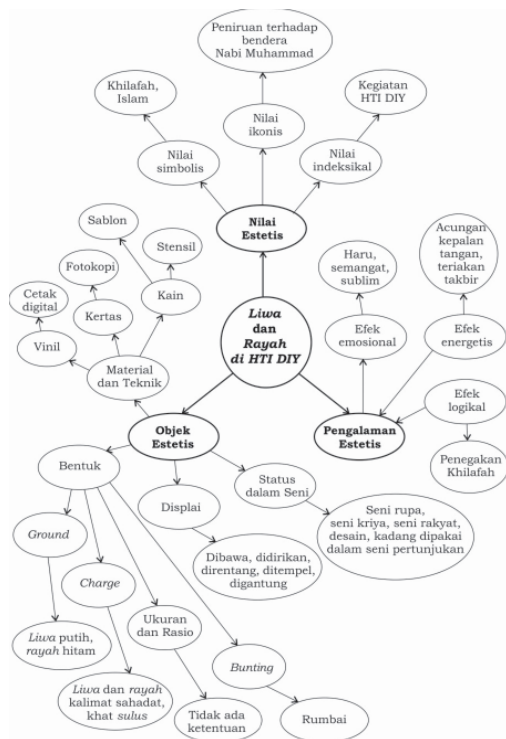 Peniruan terhadap
bendera
Nabi Muhammad
Khilafah,
Islam
Kegiatan
HTI DIY
Nilai
ikonis
Nilai
simbolis
Nilai
indeksikal
Nilai
Estetis
Sablon
Stensil
Fotokopi
Cetak
digital
Kertas
Kain
Vinil
Material
dan Teknik
Haru,
semangat,
sublim
Acungan
kepalan
tangan,
teriakan
takbir
Efek
emosional
Efek
energetis
Liwa
dan
Rayah
di HTI DIY
Efek
logikal
Penegakan
Khilafah
Objek
Estetis
Pengalaman
Estetis
Bentuk
Displai
Status
dalam Seni
Seni rupa,
seni kriya, seni rakyat,
desain, kadang dipakai
dalam seni pertunjukan
Dibawa, didirikan,
direntang, ditempel,
digantung
Ground
Charge
Ukuran
dan Rasio
Bunting
Liwa putih,
rayah hitam
Liwa dan rayah
kalimat sahadat,
khat sulus
Tidak ada
ketentuan
Rumbai